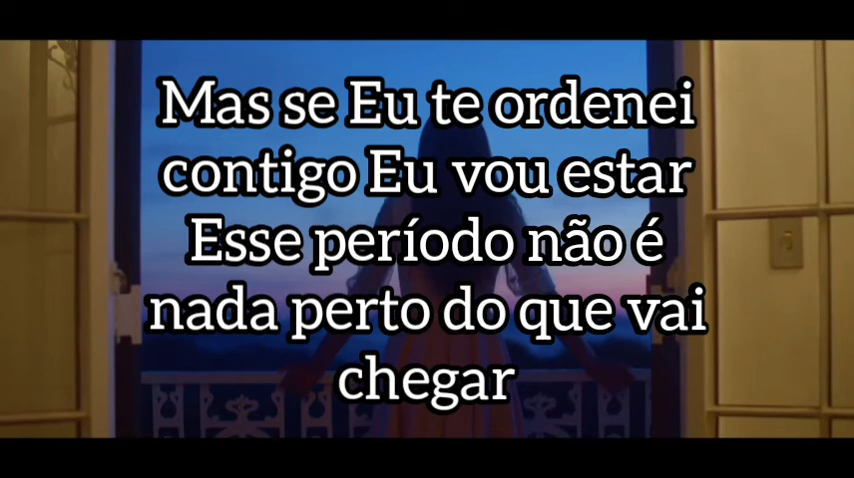 Mas se Eu te ordenei
contigo Eu vou estar
Esse período não é
nada perto do que vai
chegar